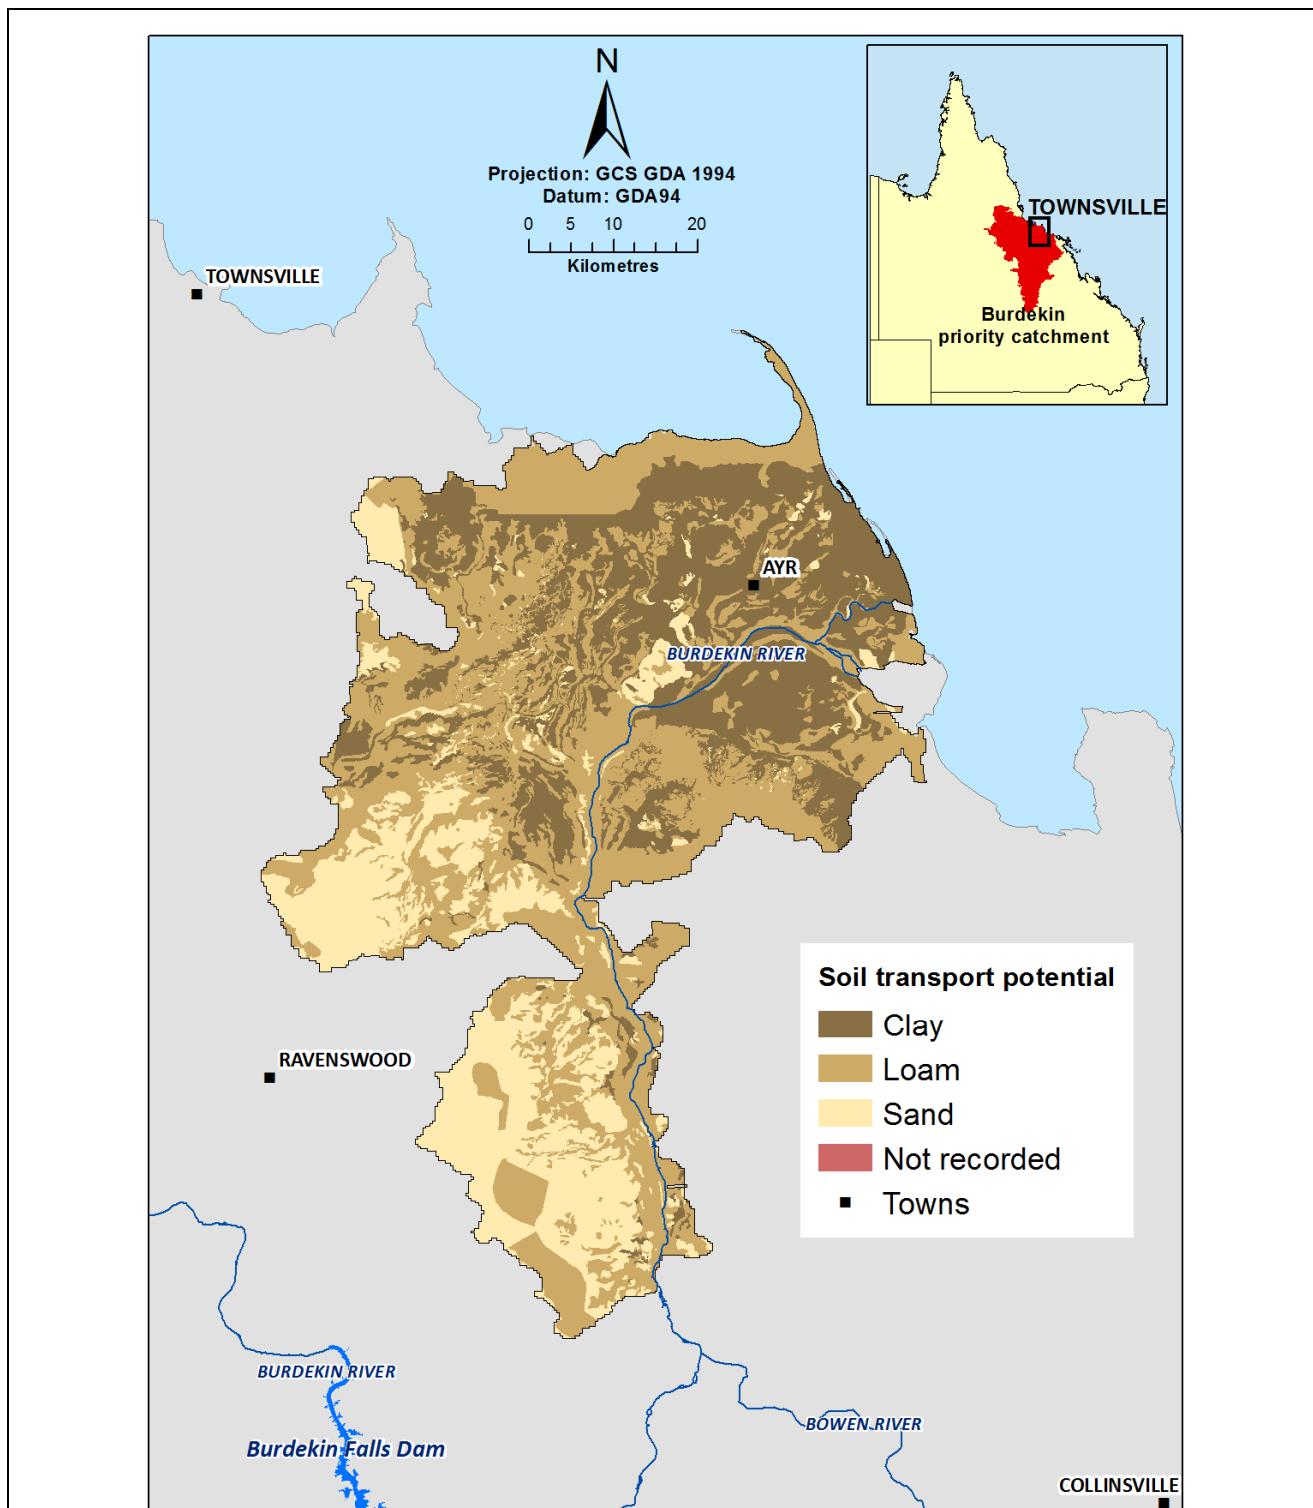 N
Projection: GCS GDA 1994
Datum: GDA94
0 5 10 20
Kilometres
TOWNSVILLE
Burdekin
priority catchment
TOWNSVILLE
AYR
BURDEKIN RIVER
Soil transport potential
Clay
Loam
Sand
Not recorded
Towns
RAVENSWOOD
BURDEKIN RIVER
BOWEN RIVER
Burdekin Falls Dam
COLLINSVILLE